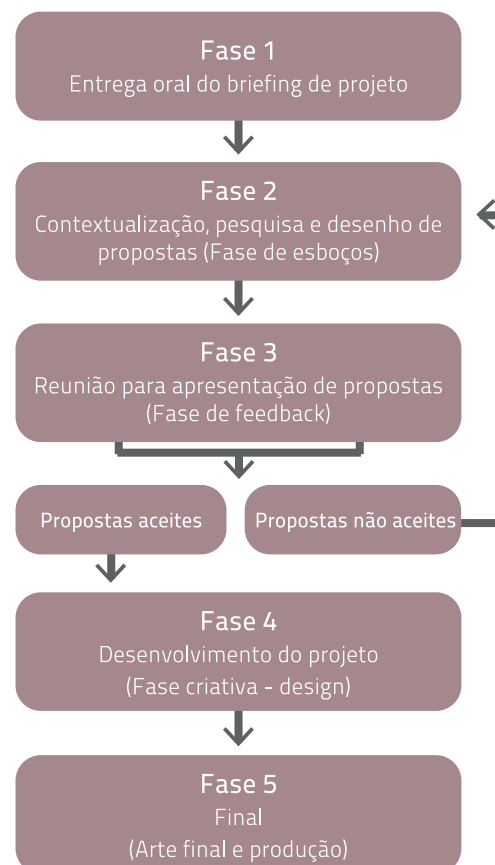 Fase 1
Entrega oral do briefing de projeto
Fase 2
Contextualização, pesquisa e desenho de
propostas (Fase de esboços)
Fase 3
Reunião para apresentação de propostas
(Fase de feedback)
Propostas aceites
Propostas não aceites
Fase 4
Desenvolvimento do projeto
(Fase criativa - design)
Fase 5
Final
(Arte final e produção)